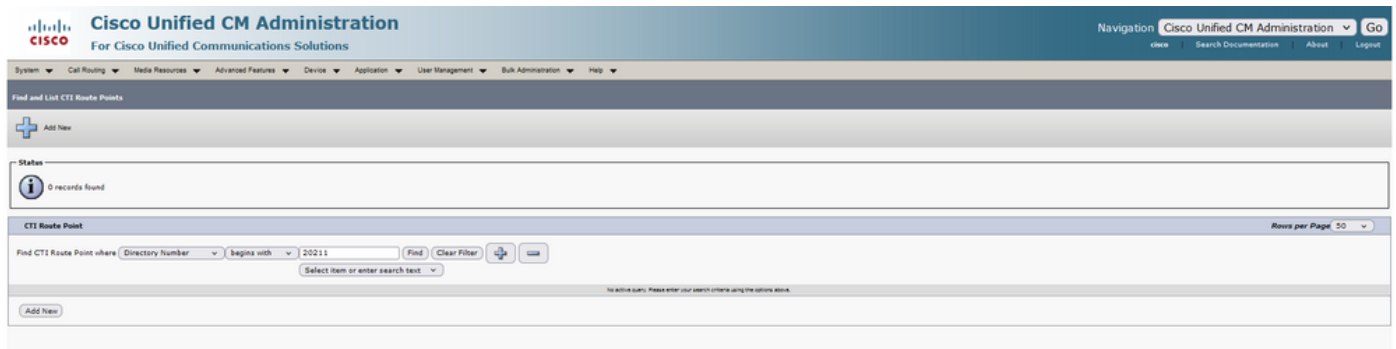 CISCO
Cisco Unified CM Administration
For Cisco Unified Communications Solutions
Navigation Cisco Unified CM Administration Go
cisco | Search Documentation | About | Logout
System Call Routing Media Resources Advanced Features Device Application User Management Bulk Administration Help
Find and List CTI Route Points
Add New
Status
i 0 records found
CTI Route Point Rows per Page 50
Find CTI Route Point where Directory Number begins with 20211 Find Clear Filter
Select item or enter search text
No active query. Please enter your search criteria using the options above.
Add New